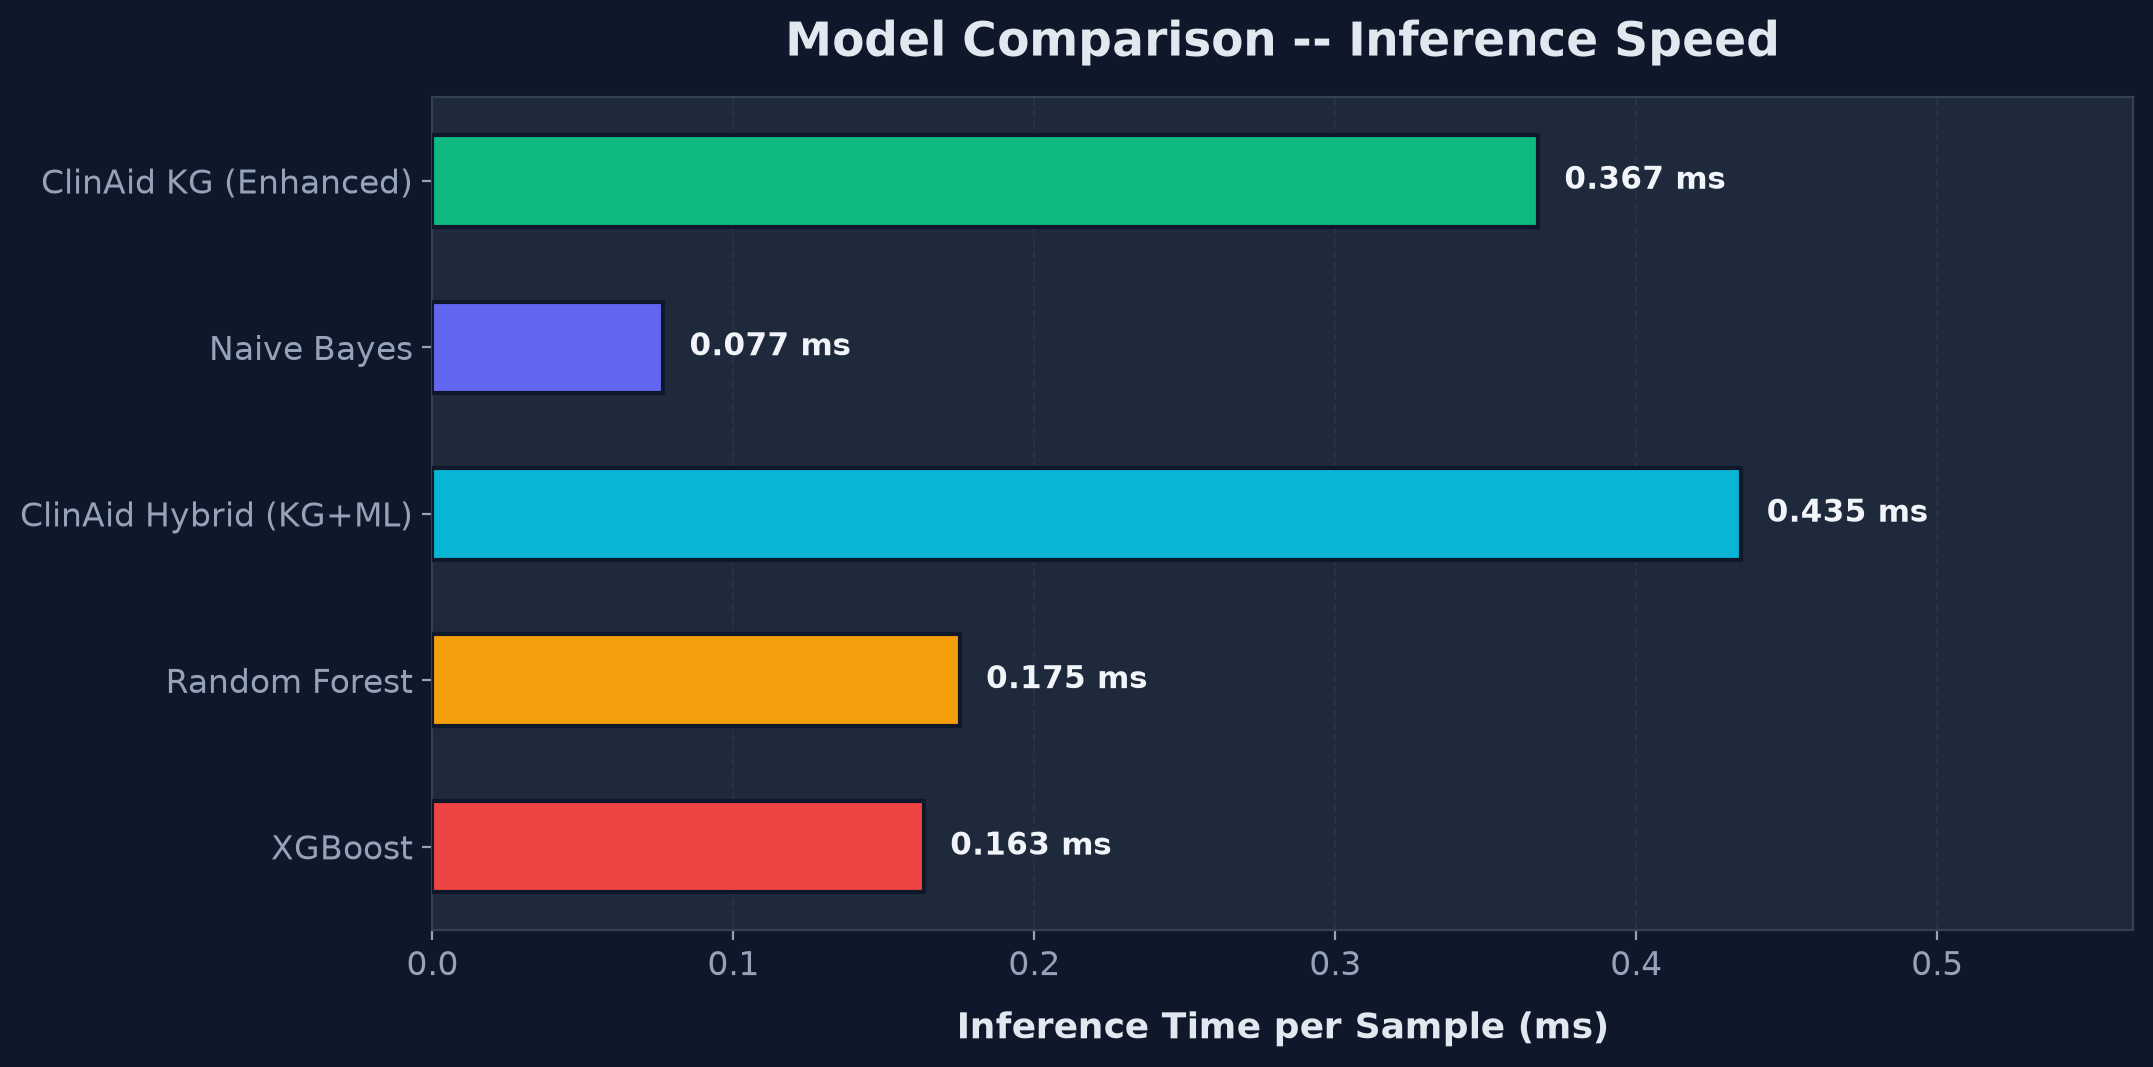 Model Comparison -- Inference Speed
ClinAid KG (Enhanced)
0.367 ms
Naive Bayes
0.077 ms
ClinAid Hybrid (KG+ML)
0.435 ms
Random Forest
0.175 ms
XGBoost
0.163 ms
0.0 0.1 0.2 0.3 0.4 0.5
Inference Time per Sample (ms)